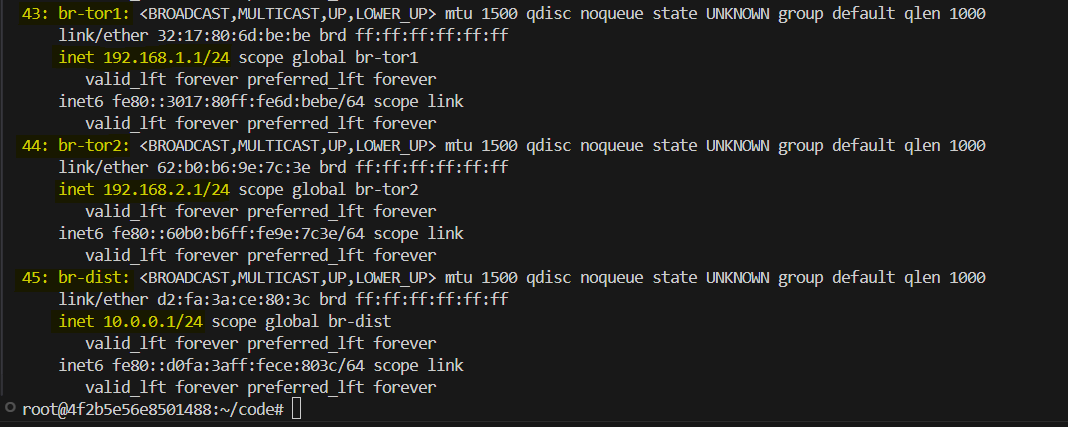 43: br-tor1: <BROADCAST,MULTICAST,UP,LOWER_UP> mtu 1500 qdisc noqueue state UNKNOWN group default qlen 1000
link/ether 32:17:80:6d:be:be brd ff:ff:ff:ff:ff:ff
inet 192.168.1.1/24 scope global br-tor1
valid_lft forever preferred_lft forever
inet6 fe80::3017:80ff:fe6d:bebe/64 scope link
valid_lft forever preferred_lft forever
44: br-tor2: <BROADCAST,MULTICAST,UP,LOWER_UP> mtu 1500 qdisc noqueue state UNKNOWN group default qlen 1000
link/ether 62:b0:b6:9e:7c:3e brd ff:ff:ff:ff:ff:ff
inet 192.168.2.1/24 scope global br-tor2
valid_lft forever preferred_lft forever
inet6 fe80::60b0:b6ff:fe9e:7c3e/64 scope link
valid_lft forever preferred_lft forever
45: br-dist: <BROADCAST,MULTICAST,UP,LOWER_UP> mtu 1500 qdisc noqueue state UNKNOWN group default qlen 1000
link/ether d2:fa:3a:ce:80:3c brd ff:ff:ff:ff:ff:ff
inet 10.0.0.1/24 scope global br-dist
valid_lft forever preferred_lft forever
inet6 fe80::d0fa:3aff:fece:803c/64 scope link
valid_lft forever preferred_lft forever
root@4f2b5e56e8501488:~/code#